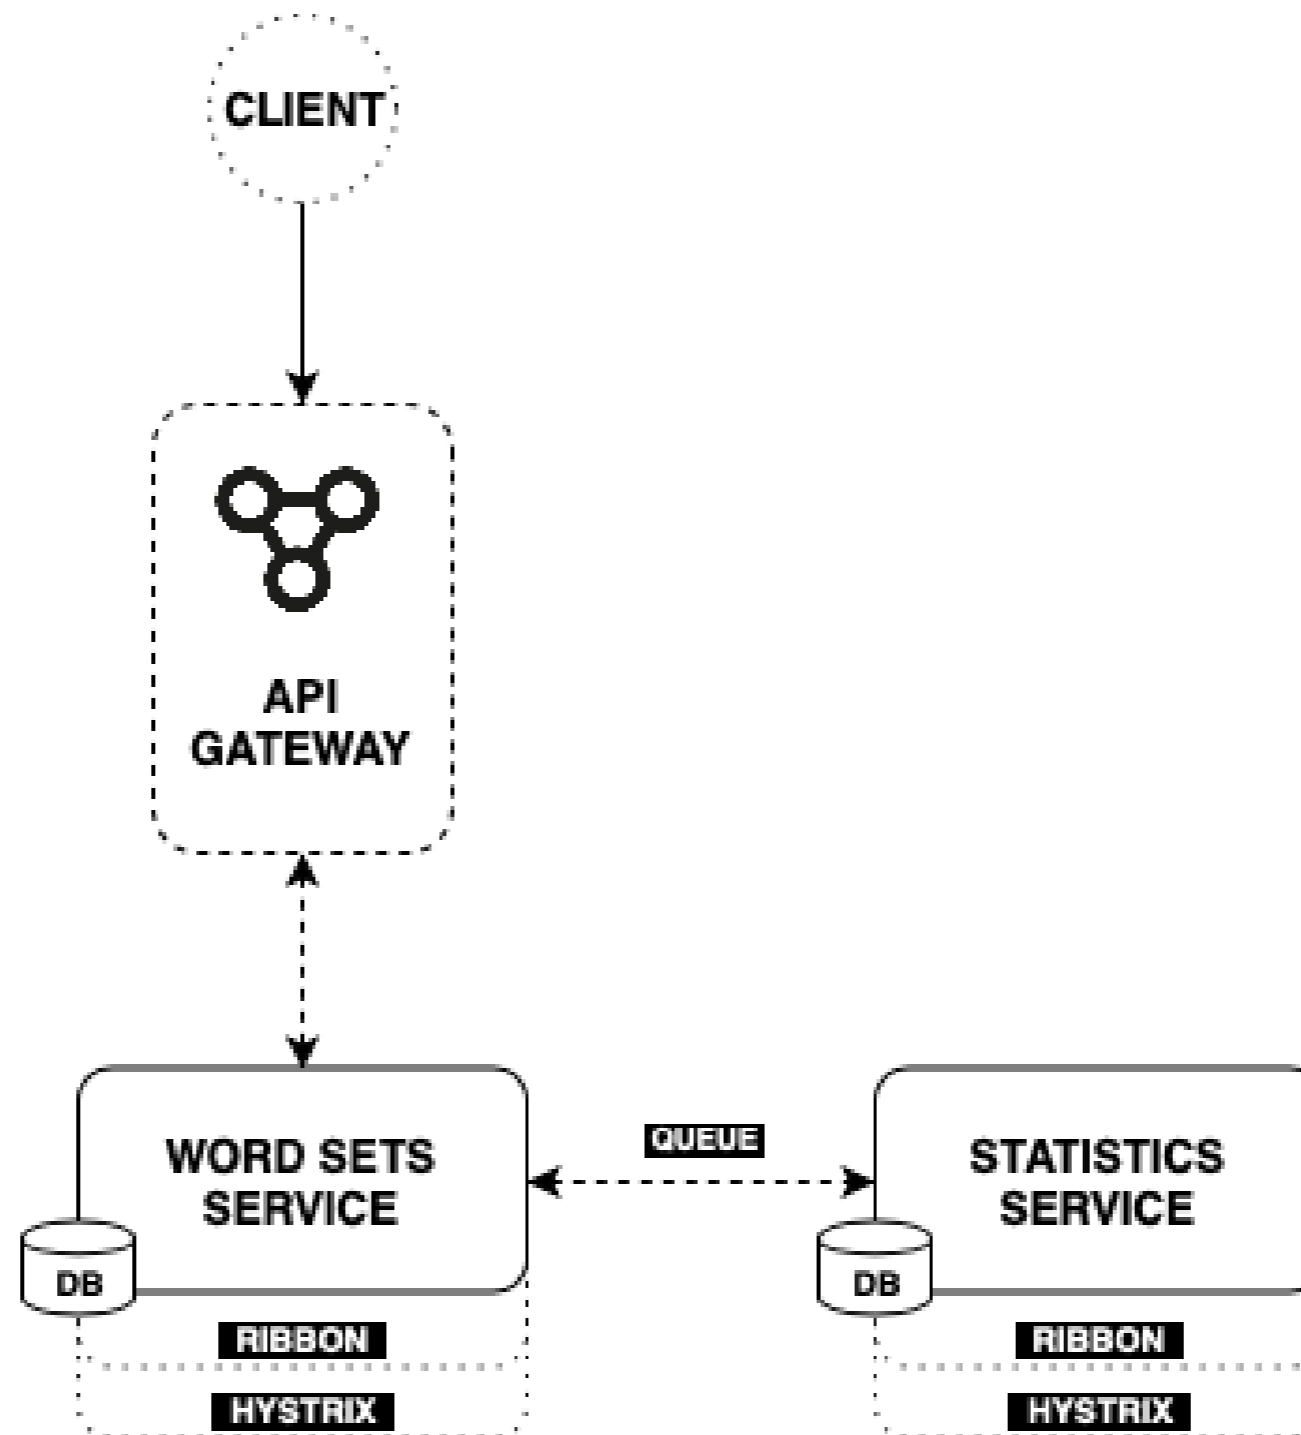 CLIENT
API
GATEWAY
WORD SETS
SERVICE
DB
RIBBON
HYSTRIX
QUEUE
STATISTICS
SERVICE
DB
RIBBON
HYSTRIX